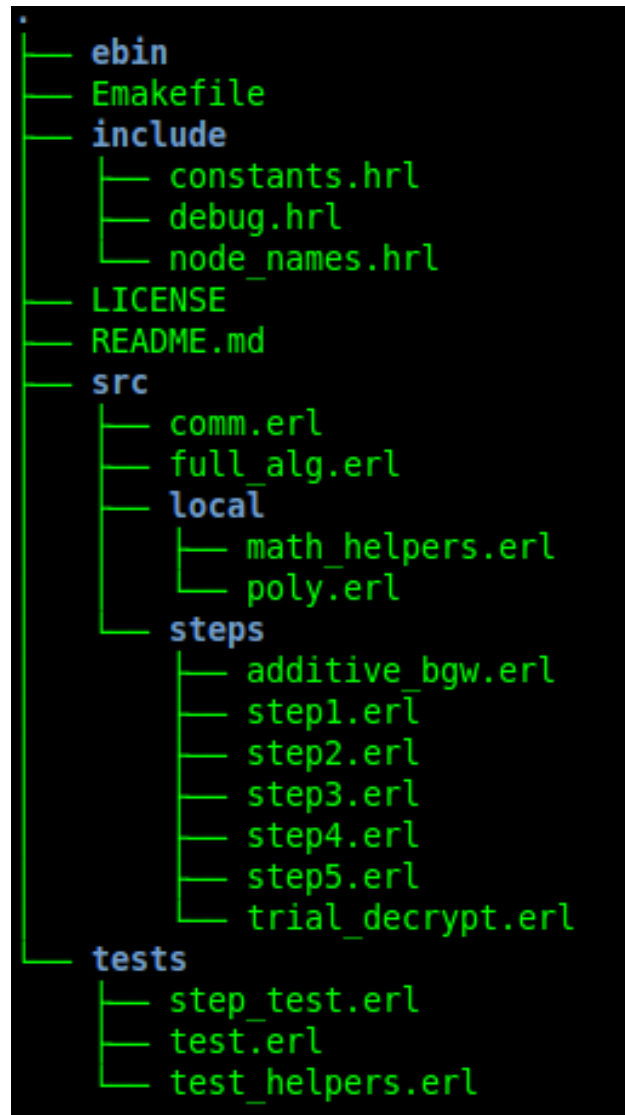 .
├── ebin
├── Emakefile
├── include
│   ├── constants.hrl
│   ├── debug.hrl
│   └── node_names.hrl
├── LICENSE
├── README.md
├── src
│   ├── comm.erl
│   ├── full_alg.erl
│   ├── local
│   │   ├── math_helpers.erl
│   │   └── poly.erl
│   └── steps
│       ├── additive_bgw.erl
│       ├── step1.erl
│       ├── step2.erl
│       ├── step3.erl
│       ├── step4.erl
│       ├── step5.erl
│       └── trial_decrypt.erl
└── tests
    ├── step_test.erl
    ├── test.erl
    └── test_helpers.erl